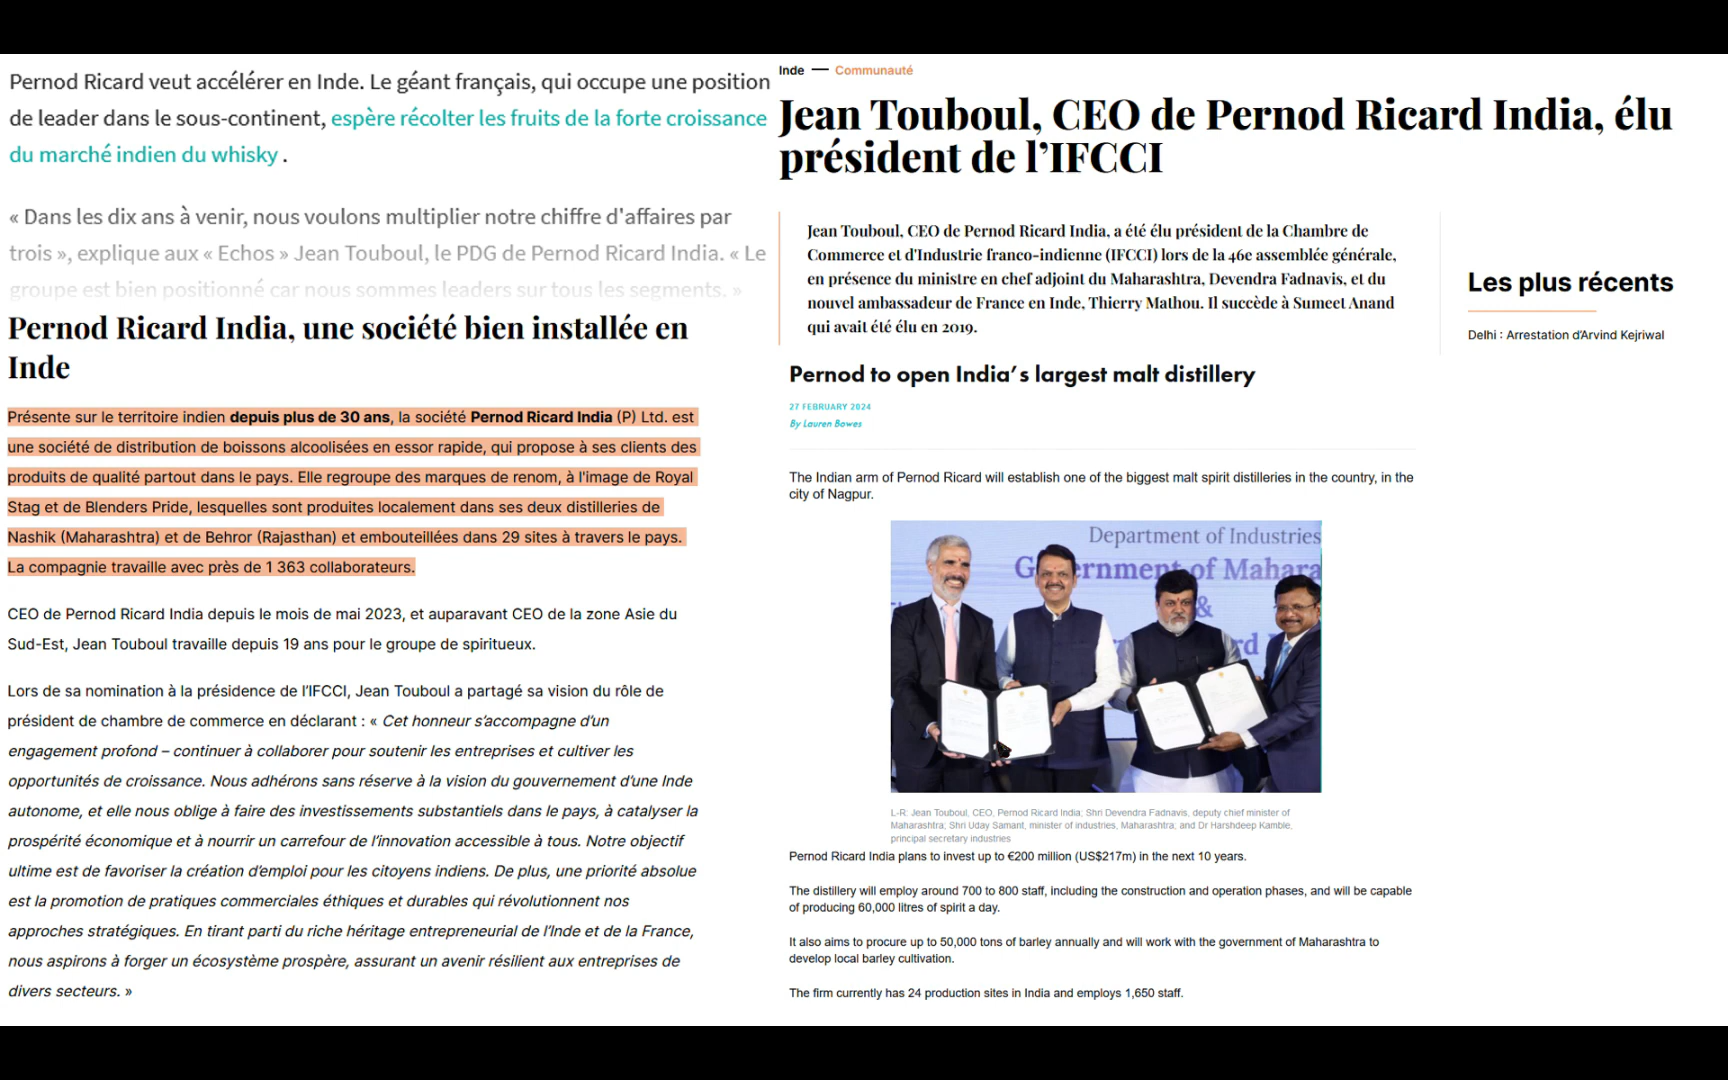 Pernod Ricard veut accélérer en Inde. Le géant français, qui occupe une position
de leader dans le sous-continent, espère récolter les fruits de la forte croissance
du marché indien du whisky .
« Dans les dix ans à venir, nous voulons multiplier notre chiffre d'affaires par
trois », explique aux « Echos » Jean Touboul, le PDG de Pernod Ricard India. « Le
groupe est bien positionné car nous sommes leaders sur tous les segments. »
Pernod Ricard India, une société bien installée en
Inde
Présente sur le territoire indien depuis plus de 30 ans, la société Pernod Ricard India (P) Ltd. est
une société de distribution de boissons alcoolisées en essor rapide, qui propose à ses clients des
produits de qualité partout dans le pays. Elle regroupe des marques de renom, à l'image de Royal
Stag et de Blenders Pride, lesquelles sont produites localement dans ses deux distilleries de
Nashik (Maharashtra) et de Behror (Rajasthan) et embouteillées dans 29 sites à travers le pays.
La compagnie travaille avec près de 1 363 collaborateurs.
CEO de Pernod Ricard India depuis le mois de mai 2023, et auparavant CEO de la zone Asie du
Sud-Est, Jean Touboul travaille depuis 19 ans pour le groupe de spiritueux.
Lors de sa nomination à la présidence de l’IFCCI, Jean Touboul a partagé sa vision du rôle de
président de chambre de commerce en déclarant : « Cet honneur s’accompagne d’un
engagement profond – continuer à collaborer pour soutenir les entreprises et cultiver les
opportunités de croissance. Nous adhérons sans réserve à la vision du gouvernement d’une Inde
autonome, et elle nous oblige à faire des investissements substantiels dans le pays, à catalyser la
prospérité économique et à nourrir un carrefour de l’innovation accessible à tous. Notre objectif
ultime est de favoriser la création d’emploi pour les citoyens indiens. De plus, une priorité absolue
est la promotion de pratiques commerciales éthiques et durables qui révolutionnent nos
approches stratégiques. En tirant parti du riche héritage entrepreneurial de l’Inde et de la France,
nous aspirons à forger un écosystème prospère, assurant un avenir résilient aux entreprises de
divers secteurs. »
Inde — Communauté
Jean Touboul, CEO de Pernod Ricard India, élu
président de l’IFCCI
Jean Touboul, CEO de Pernod Ricard India, a été élu président de la Chambre de
Commerce et d'Industrie franco-indienne (IFCCI) lors de la 46e assemblée générale,
en présence du ministre en chef adjoint du Maharashtra, Devendra Fadnavis, et du
nouvel ambassadeur de France en Inde, Thierry Mathou. Il succède à Sumeet Anand
qui avait été élu en 2019.
Les plus récents
Delhi : Arrestation d’Arvind Kejriwal
Pernod to open India’s largest malt distillery
27 FEBRUARY 2024
By Lauren Bowes
The Indian arm of Pernod Ricard will establish one of the biggest malt spirit distilleries in the country, in the
city of Nagpur.
Department of Industries
Government of Mahara
&
rd
L-R: Jean Touboul, CEO, Pernod Ricard India; Shri Devendra Fadnavis, deputy chief minister of
Maharashtra; Shri Uday Samant, minister of industries, Maharashtra; and Dr Harshdeep Kamble,
principal secretary industries
Pernod Ricard India plans to invest up to €200 million (US$217m) in the next 10 years.
The distillery will employ around 700 to 800 staff, including the construction and operation phases, and will be capable
of producing 60,000 litres of spirit a day.
It also aims to procure up to 50,000 tons of barley annually and will work with the government of Maharashtra to
develop local barley cultivation.
The firm currently has 24 production sites in India and employs 1,650 staff.